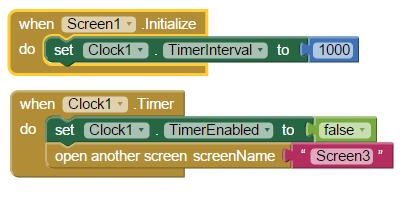 when Screen1 .Initialize
do set Clock1 . TimerInterval to 1000
when Clock1 .Timer
do set Clock1 . TimerEnabled to false
open another screen screenName " Screen3 "